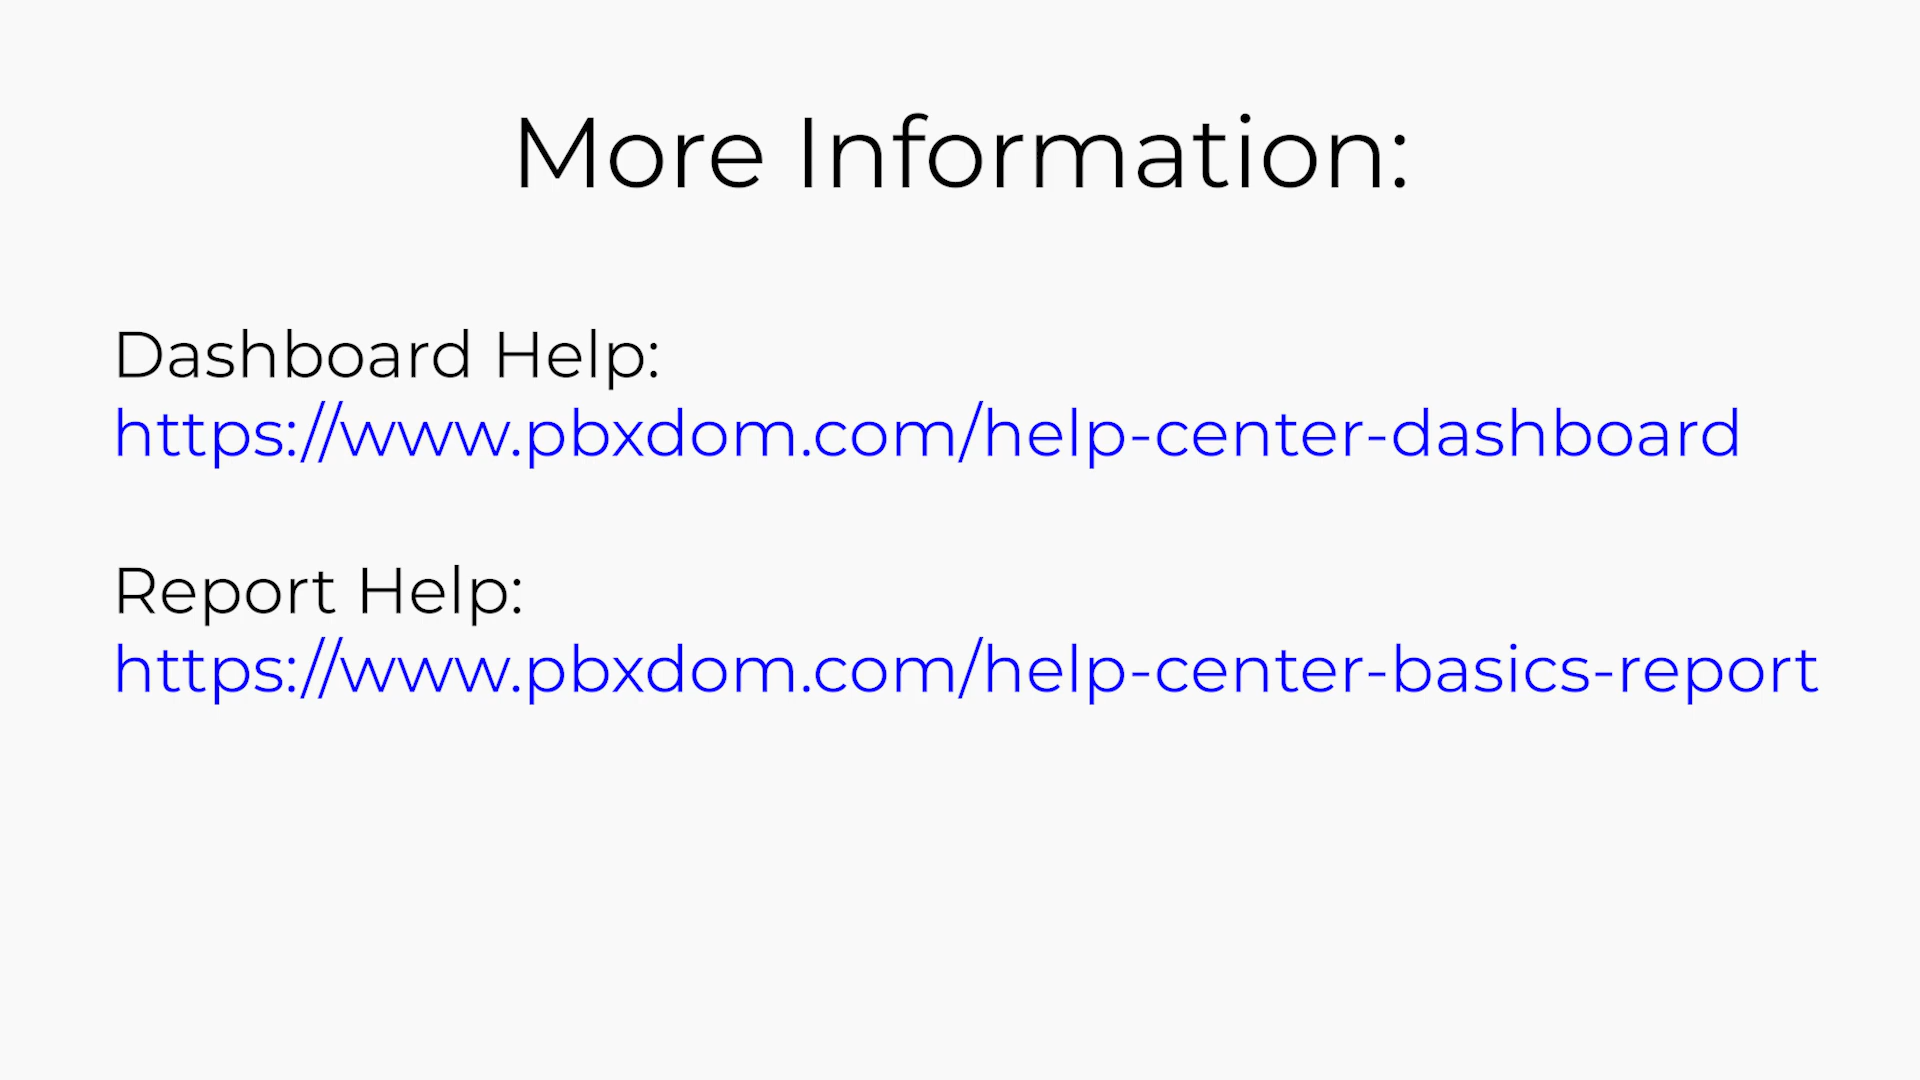 More Information:
Dashboard Help:
https://www.pbxdom.com/help-center-dashboard
Report Help:
https://www.pbxdom.com/help-center-basics-report